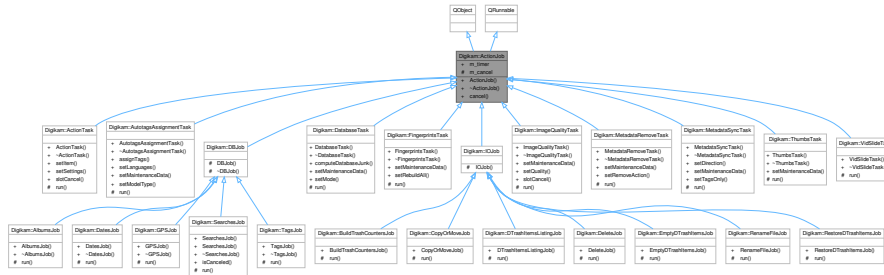 QObject
QRunnable
Digikam::ActionJob
+ m_timer
# m_cancel
+ ActionJob()
+ ~ActionJob()
+ cancel()
Digikam::ActionTask
+ ActionTask()
+ ~ActionTask()
+ setItem()
+ setSettings()
+ slotCancel()
# run()
Digikam::AutotagsAssignmentTask
+ AutotagsAssignmentTask()
+ ~AutotagsAssignmentTask()
+ assignTags()
+ setLanguages()
+ setMaintenanceData()
+ setModelType()
# run()
Digikam::DBJob
# DBJob()
# ~DBJob()
Digikam::DatabaseTask
+ DatabaseTask()
+ ~DatabaseTask()
+ computeDatabaseJunk()
+ setMaintenanceData()
+ setMode()
# run()
Digikam::FingerprintsTask
+ FingerprintsTask()
+ ~FingerprintsTask()
+ setMaintenanceData()
+ setRebuildAll()
# run()
Digikam::IOJob
# IOJob()
Digikam::ImageQualityTask
+ ImageQualityTask()
+ ~ImageQualityTask()
+ setMaintenanceData()
+ setQuality()
+ slotCancel()
# run()
Digikam::MetadataRemoveTask
+ MetadataRemoveTask()
+ ~MetadataRemoveTask()
+ setMaintenanceData()
+ setRemoveAction()
# run()
Digikam::MetadataSyncTask
+ MetadataSyncTask()
+ ~MetadataSyncTask()
+ setDirection()
+ setMaintenanceData()
+ setTagsOnly()
# run()
Digikam::ThumbsTask
+ ThumbsTask()
+ ~ThumbsTask()
+ setMaintenanceData()
# run()
Digikam::VidSlideTask
+ VidSlideTask()
+ ~VidSlideTask()
# run()
Digikam::AlbumsJob
+ AlbumsJob()
+ ~AlbumsJob()
# run()
Digikam::DatesJob
+ DatesJob()
+ ~DatesJob()
# run()
Digikam::GPSJob
+ GPSJob()
+ ~GPSJob()
# run()
Digikam::SearchesJob
+ SearchesJob()
+ SearchesJob()
+ ~SearchesJob()
+ isCanceled()
# run()
Digikam::TagsJob
+ TagsJob()
+ ~TagsJob()
# run()
Digikam::BuildTrashCountersJob
+ BuildTrashCountersJob()
# run()
Digikam::CopyOrMoveJob
+ CopyOrMoveJob()
# run()
Digikam::DTrashItemsListingJob
+ DTrashItemsListingJob()
# run()
Digikam::DeleteJob
+ DeleteJob()
# run()
Digikam::EmptyDTrashItemsJob
+ EmptyDTrashItemsJob()
# run()
Digikam::RenameFileJob
+ RenameFileJob()
# run()
Digikam::RestoreDTrashItemsJob
+ RestoreDTrashItemsJob()
# run()